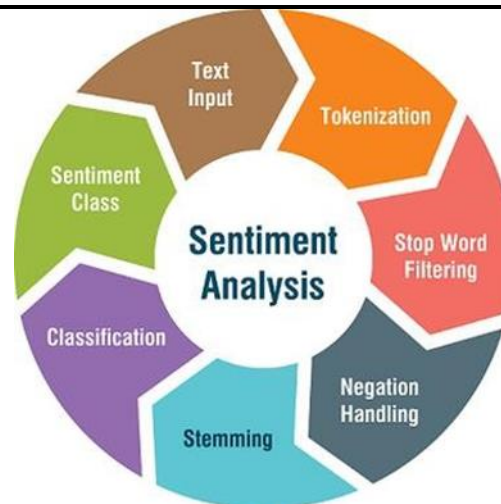 Sentiment
Analysis
Text
Input
Tokenization
Stop Word
Filtering
Negation
Handling
Stemming
Classification
Sentiment
Class